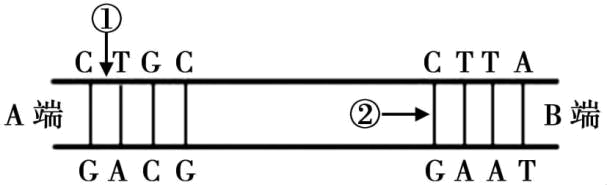 ①
C T G C C T T A
A 端 ② B 端
G A C G G A A T